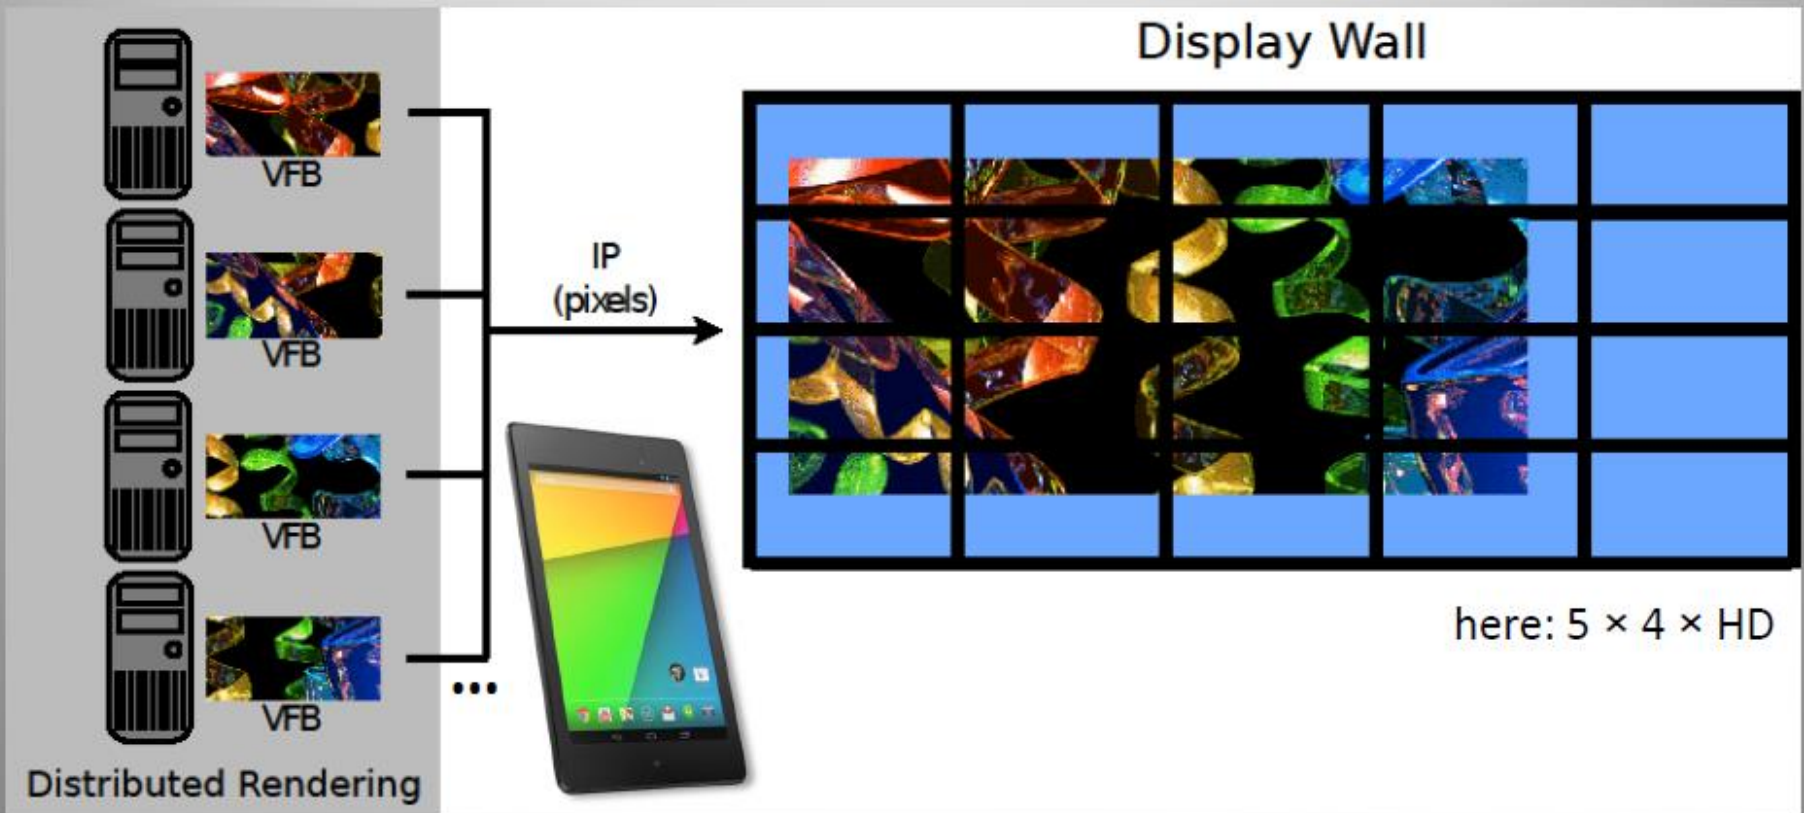 Display Wall
VFB
VFB
VFB
VFB
IP
(pixels)
...
here: 5 × 4 × HD
Distributed Rendering